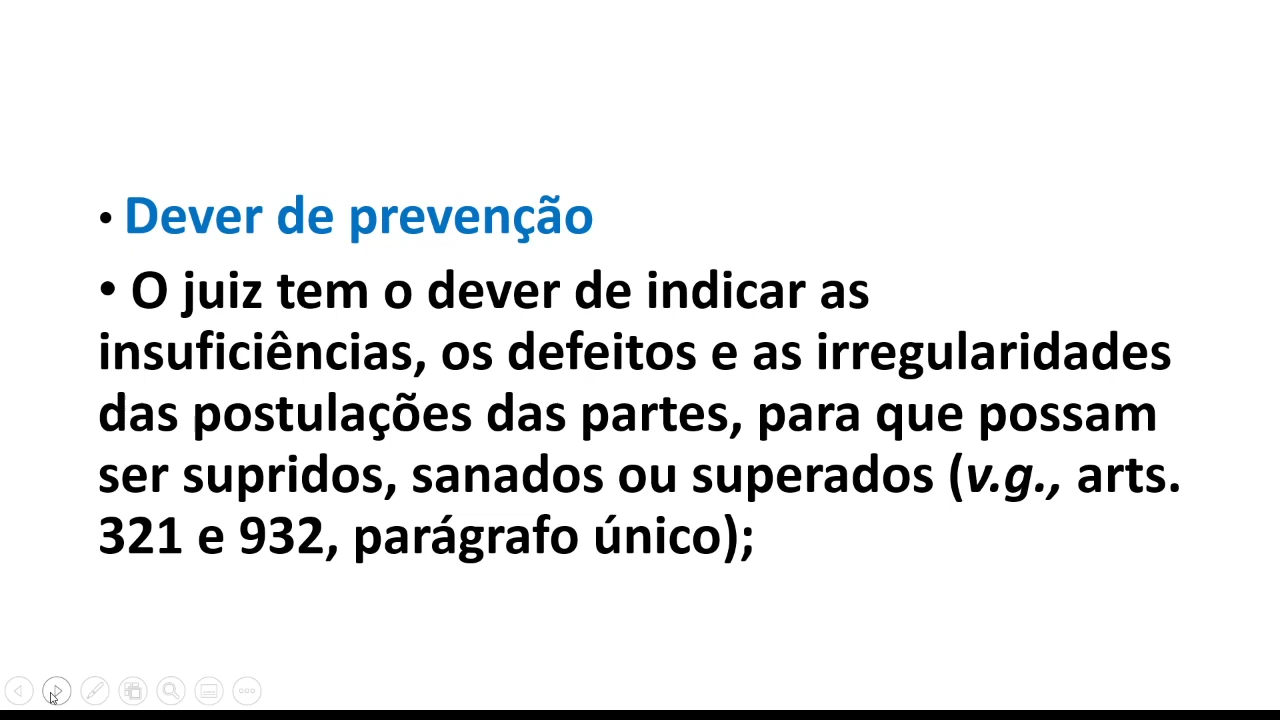 • Dever de prevenção
• O juiz tem o dever de indicar as
insuficiências, os defeitos e as irregularidades
das postulações das partes, para que possam
ser supridos, sanados ou superados (v.g., arts.
321 e 932, parágrafo único);